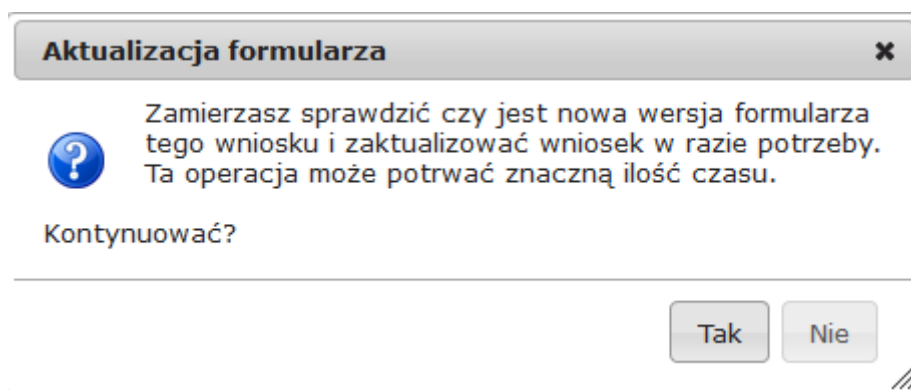 Aktualizacja formularza
Zamierzasz sprawdzić czy jest nowa wersja formularza
tego wniosku i zaktualizować wniosek w razie potrzeby.
Ta operacja może potrwać znaczną ilość czasu.
Kontynuować?
Tak
Nie